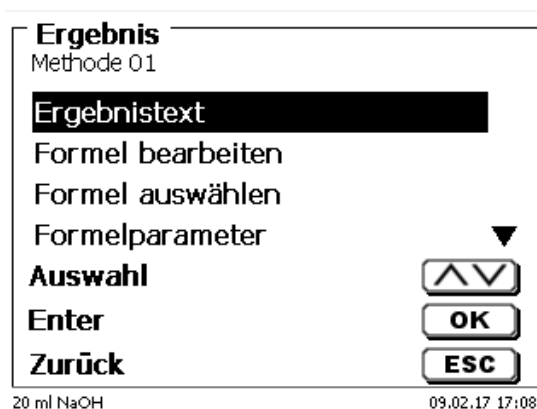 Ergebnis
Methode 01
Ergebnistext
Formel bearbeiten
Formel auswählen
Formelparameter
Auswahl
Enter OK
Zurück ESC
20 ml NaOH 09.02.17 17:08